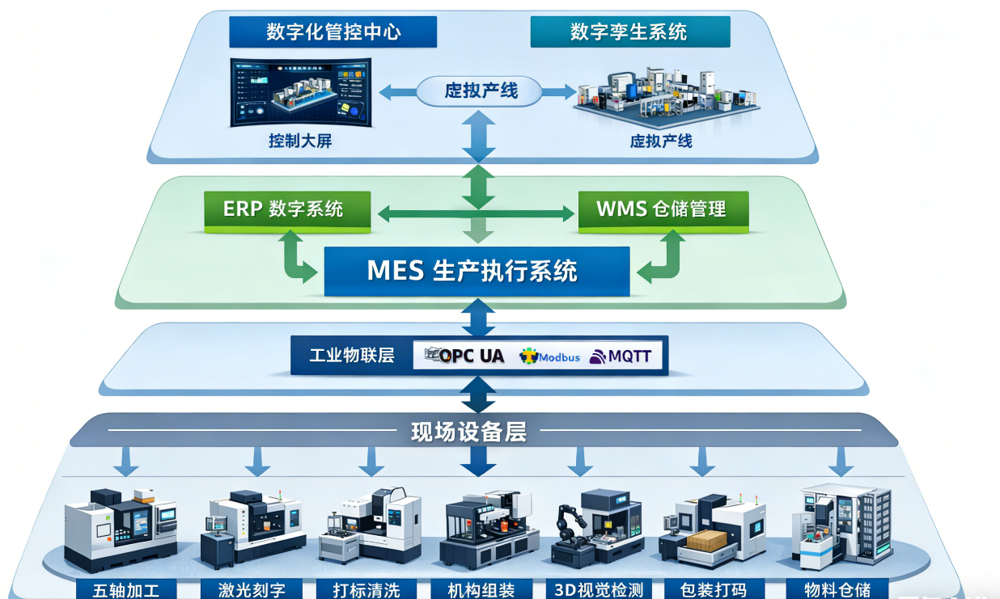 数字化管控中心
数字孪生系统
虚拟产线
控制大屏
虚拟产线
ERP 数字系统
WMS 仓储管理
MES 生产执行系统
工业物联层
OPC UA
Modbus
MQTT
现场设备层
五轴加工
激光刻字
打标清洗
机构组装
3D视觉检测
包装打码
物料仓储